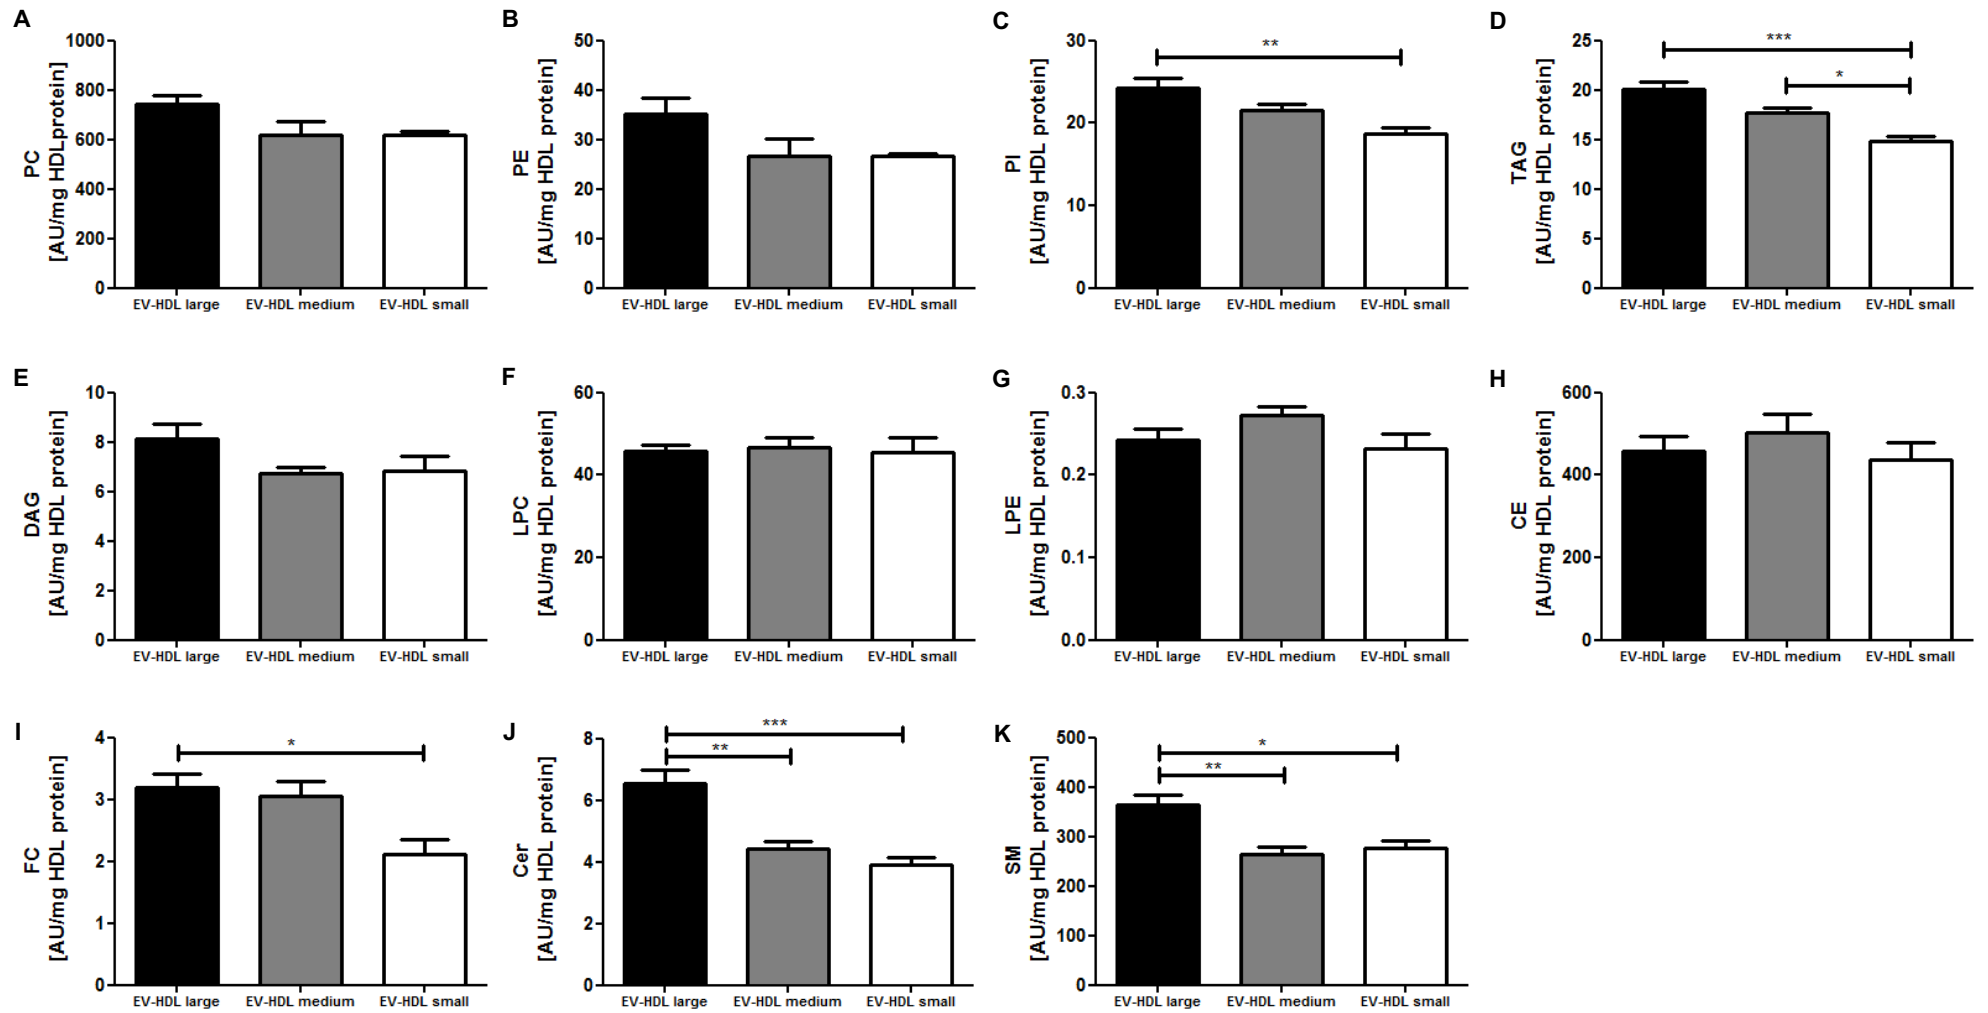 A
PC
[AU/mg HDLprotein]
1000
800
600
400
200
0
EV-HDL large EV-HDL medium EV-HDL small
B
PE
[AU/mg HDL protein]
50
40
30
20
10
0
EV-HDL large EV-HDL medium EV-HDL small
C
PI
[AU/mg HDL protein]
30
20
10
0
**
EV-HDL large EV-HDL medium EV-HDL small
D
TAG
[AU/mg HDL protein]
25
20
15
10
5
0
***
*
EV-HDL large EV-HDL medium EV-HDL small
E
DAG
[AU/mg HDL protein]
10
8
6
4
2
0
EV-HDL large EV-HDL medium EV-HDL small
F
LPC
[AU/mg HDL protein]
60
40
20
0
EV-HDL large EV-HDL medium EV-HDL small
G
LPE
[AU/mg HDL protein]
0.3
0.2
0.1
0.0
EV-HDL large EV-HDL medium EV-HDL small
H
CE
[AU/mg HDL protein]
600
400
200
0
EV-HDL large EV-HDL medium EV-HDL small
I
FC
[AU/mg HDL protein]
4
3
2
1
0
*
EV-HDL large EV-HDL medium EV-HDL small
J
Cer
[AU/mg HDL protein]
8
6
4
2
0
***
**
EV-HDL large EV-HDL medium EV-HDL small
K
SM
[AU/mg HDL protein]
500
400
300
200
100
0
*
**
EV-HDL large EV-HDL medium EV-HDL small